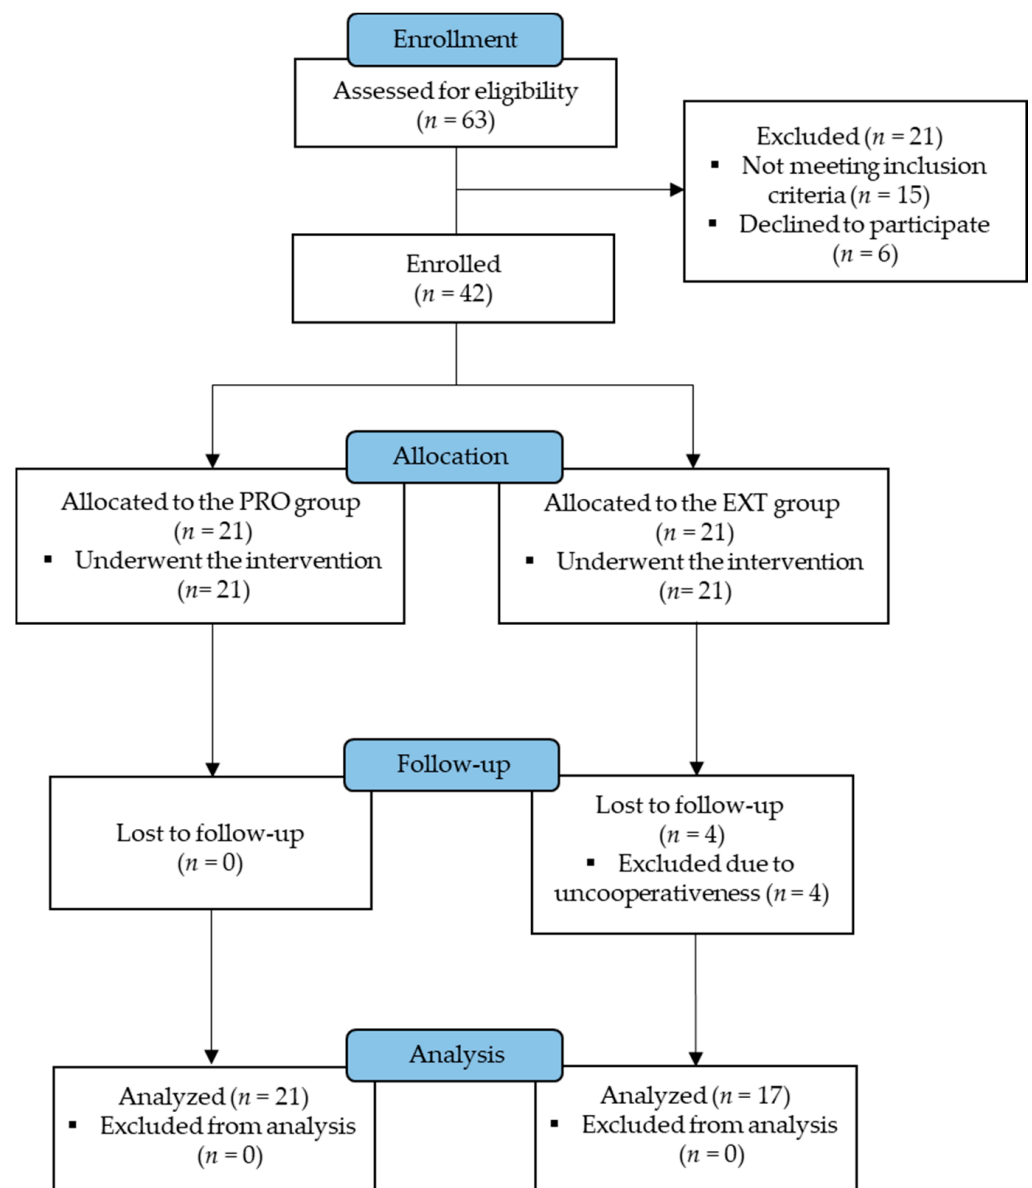 Enrollment
Assessed for eligibility
(n = 63)
Excluded (n = 21)
▪ Not meeting inclusion
criteria (n = 15)
▪ Declined to participate
(n = 6)
Enrolled
(n = 42)
Allocation
Allocated to the PRO group
(n = 21)
▪ Underwent the intervention
(n= 21)
Allocated to the EXT group
(n = 21)
▪ Underwent the intervention
(n= 21)
Follow-up
Lost to follow-up
(n = 0)
Lost to follow-up
(n = 4)
▪ Excluded due to
uncooperativeness (n = 4)
Analysis
Analyzed (n = 21)
▪ Excluded from analysis
(n = 0)
Analyzed (n = 17)
▪ Excluded from analysis
(n = 0)